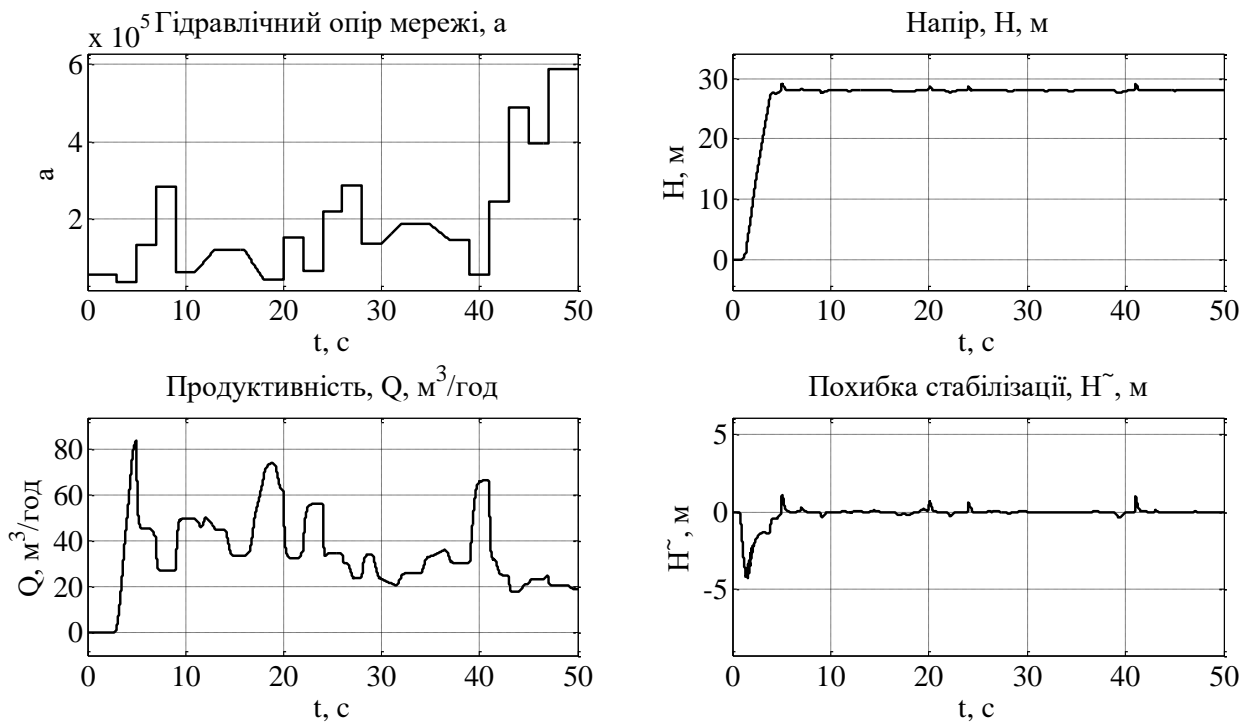 x 10^5 Гідравлічний опір мережі, а
6
4
2
a
0 10 20 30 40 50
t, с
Напір, Н, м
30
20
10
0
Н, м
0 10 20 30 40 50
t, с
Продуктивність, Q, м^3/год
80
60
40
20
0
Q, м^3/год
0 10 20 30 40 50
t, с
Похибка стабілізації, H~, м
5
0
-5
H~, м
0 10 20 30 40 50
t, с